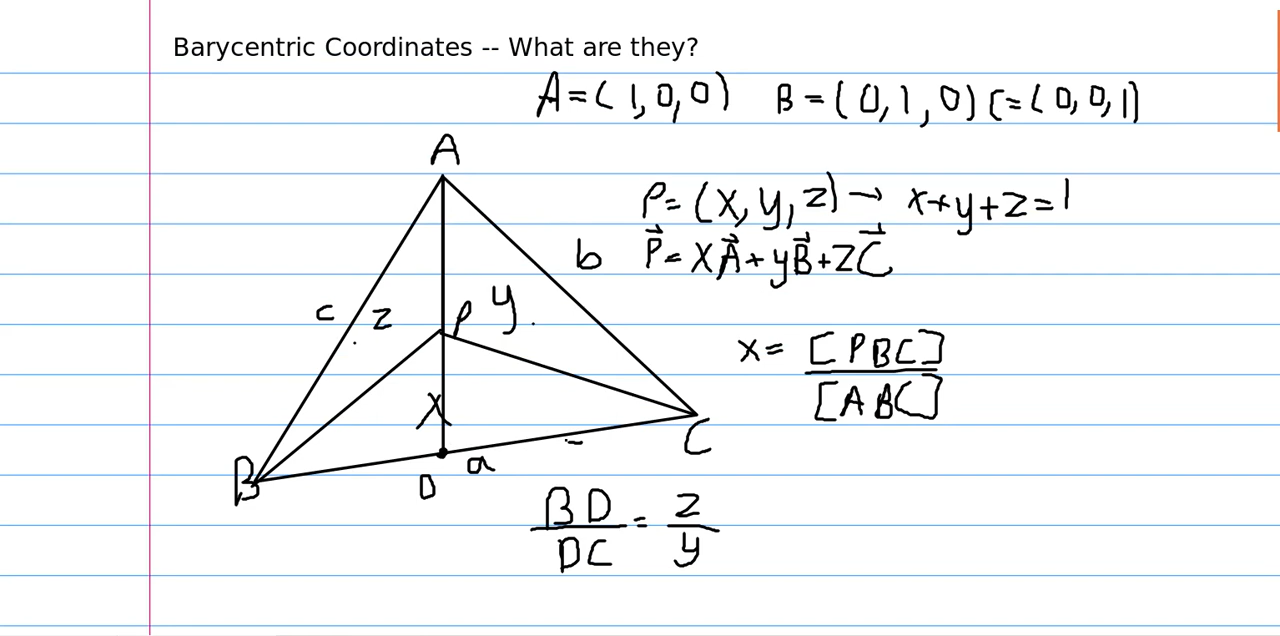 Barycentric Coordinates -- What are they?
A=(1,0,0) B=(0,1,0) C=(0,0,1)
A
P=(x,y,z)→ x+y+z=1
b
P⃗=xA⃗+yB⃗+zC⃗
c
z
P
y
x= [PBC]/[ABC]
x
C
B
D
a
BD/DC = z/y